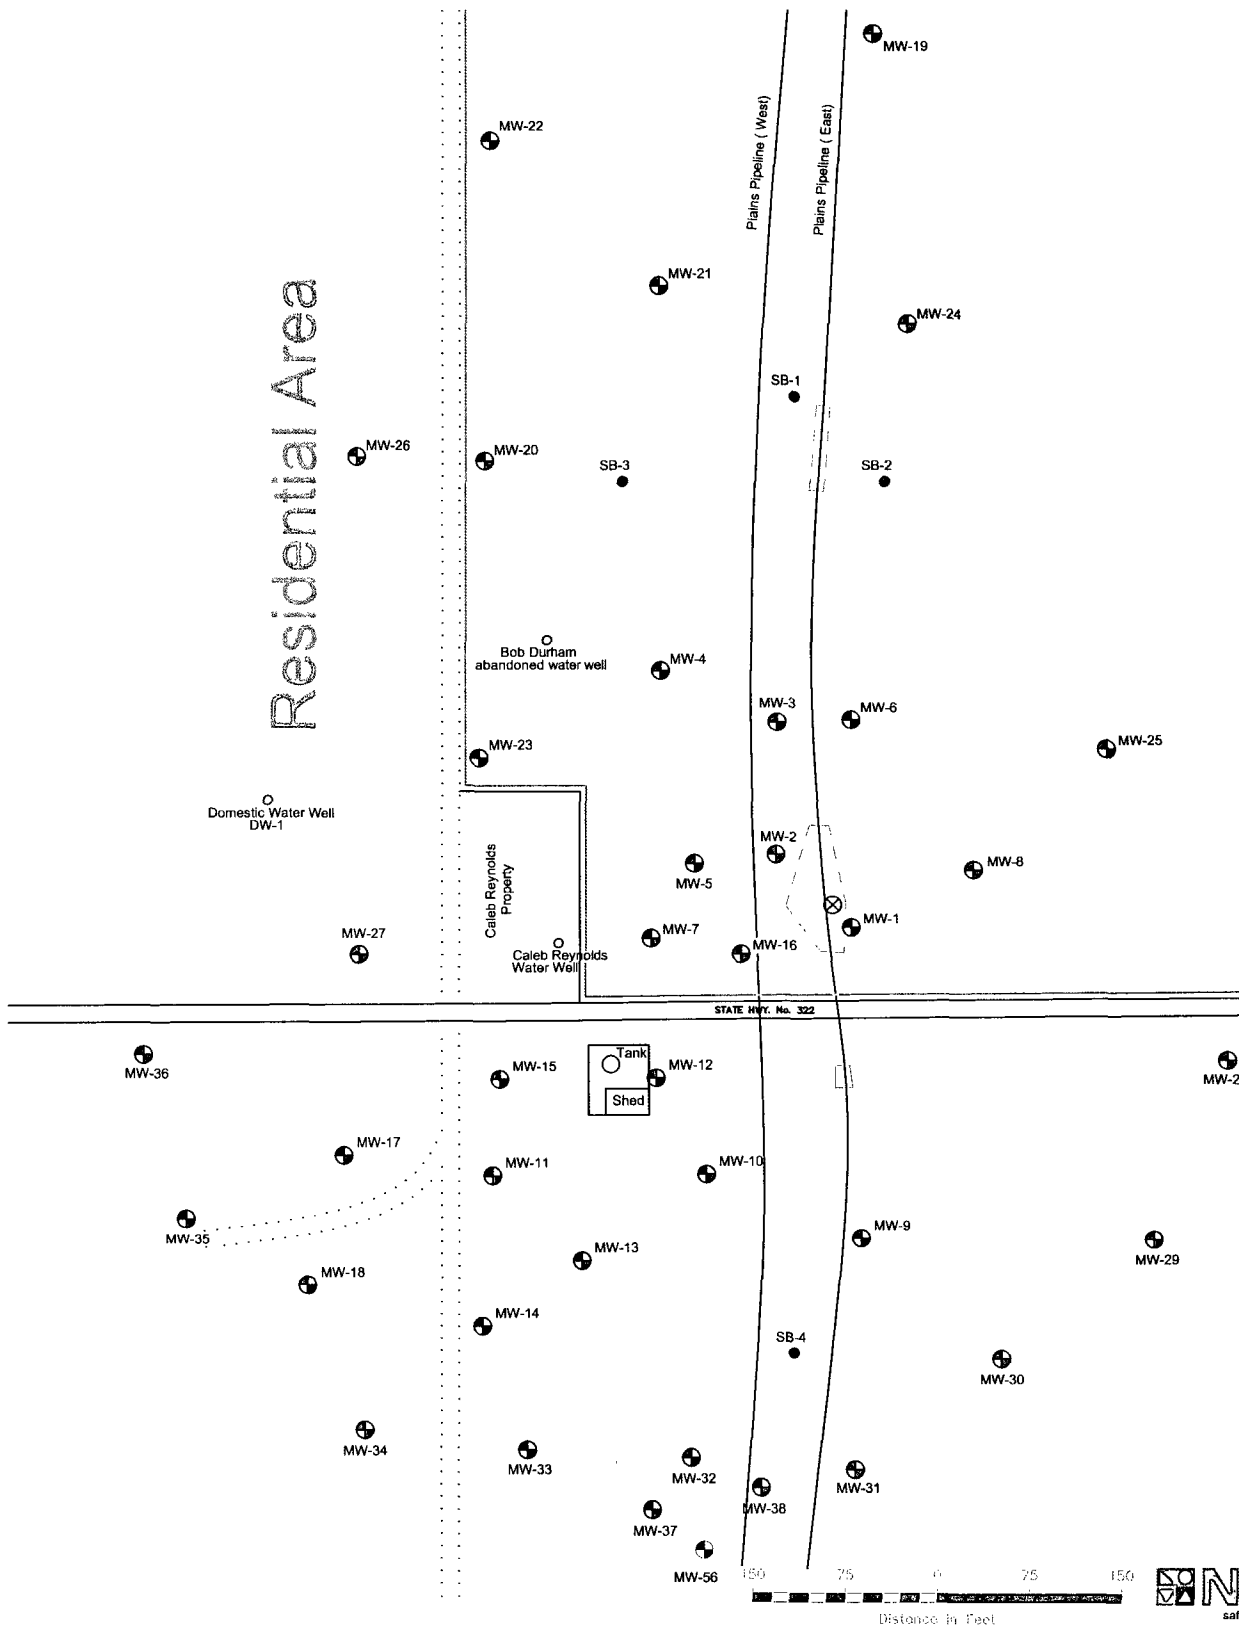 MW-19
MW-22
Plains Pipeline ( West)
Plains Pipeline ( East)
MW-21
MW-24
SB-1
Residential Area
MW-26
MW-20
SB-3
SB-2
Bob Durham
abandoned water well
MW-4
MW-3
MW-6
MW-23
MW-25
Domestic Water Well
DW-1
MW-2
Caleb Reynolds
Property
MW-5
MW-8
MW-1
MW-27
MW-7
Caleb Reynolds
Water Well
MW-16
STATE HWY. No. 322
MW-36
MW-15
Tank
MW-12
Shed
MW-2
MW-17
MW-11
MW-10
MW-35
MW-9
MW-13
MW-29
MW-18
MW-14
SB-4
MW-30
MW-34
MW-33
MW-32
MW-31
MW-38
MW-37
MW-56
150 75 0 75 150
Distance in Feet
N
saf